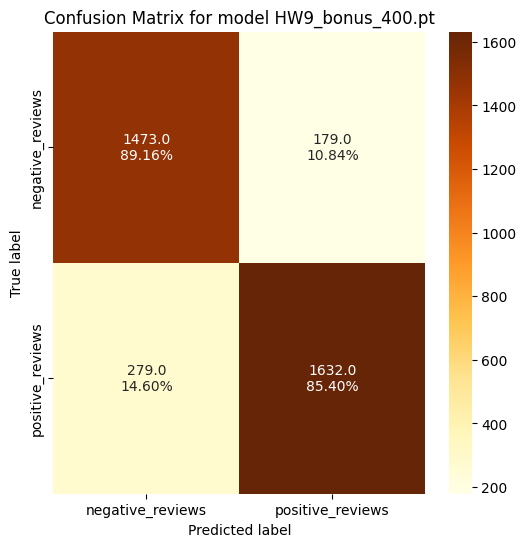 Confusion Matrix for model HW9_bonus_400.pt
negative_reviews
positive_reviews
True label
1473.0
89.16%
179.0
10.84%
279.0
14.60%
1632.0
85.40%
negative_reviews
positive_reviews
Predicted label
1600
1400
1200
1000
800
600
400
200